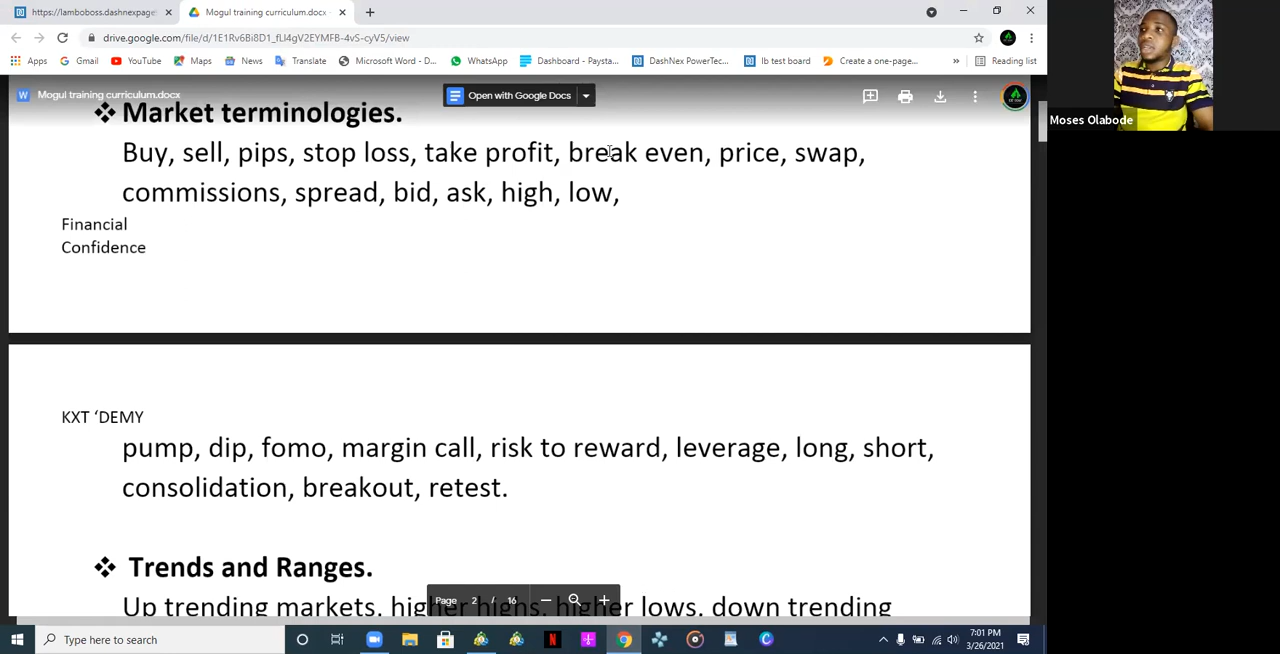 https://lamboboss.dashnexpage
Mogul training curriculum.docx
drive.google.com/file/d/1E1Rv6Bi8D1_fLl4gV2EYMFB-4vS-cyV5/view
Apps Gmail YouTube Maps News Translate Microsoft Word - D... WhatsApp Dashboard - Paysta... DashNex PowerTec... lb test board Create a one-page... » Reading list
W Mogul training curriculum.docx
Open with Google Docs
Moses Olabode
❖ Market terminologies.
Buy, sell, pips, stop loss, take profit, break even, price, swap,
commissions, spread, bid, ask, high, low,
Financial
Confidence
KXT ‘DEMY
pump, dip, fomo, margin call, risk to reward, leverage, long, short,
consolidation, breakout, retest.
❖ Trends and Ranges.
Up trending markets, higher highs, higher lows, down trending
Page 2 / 16
Type here to search
7:01 PM
3/26/2021